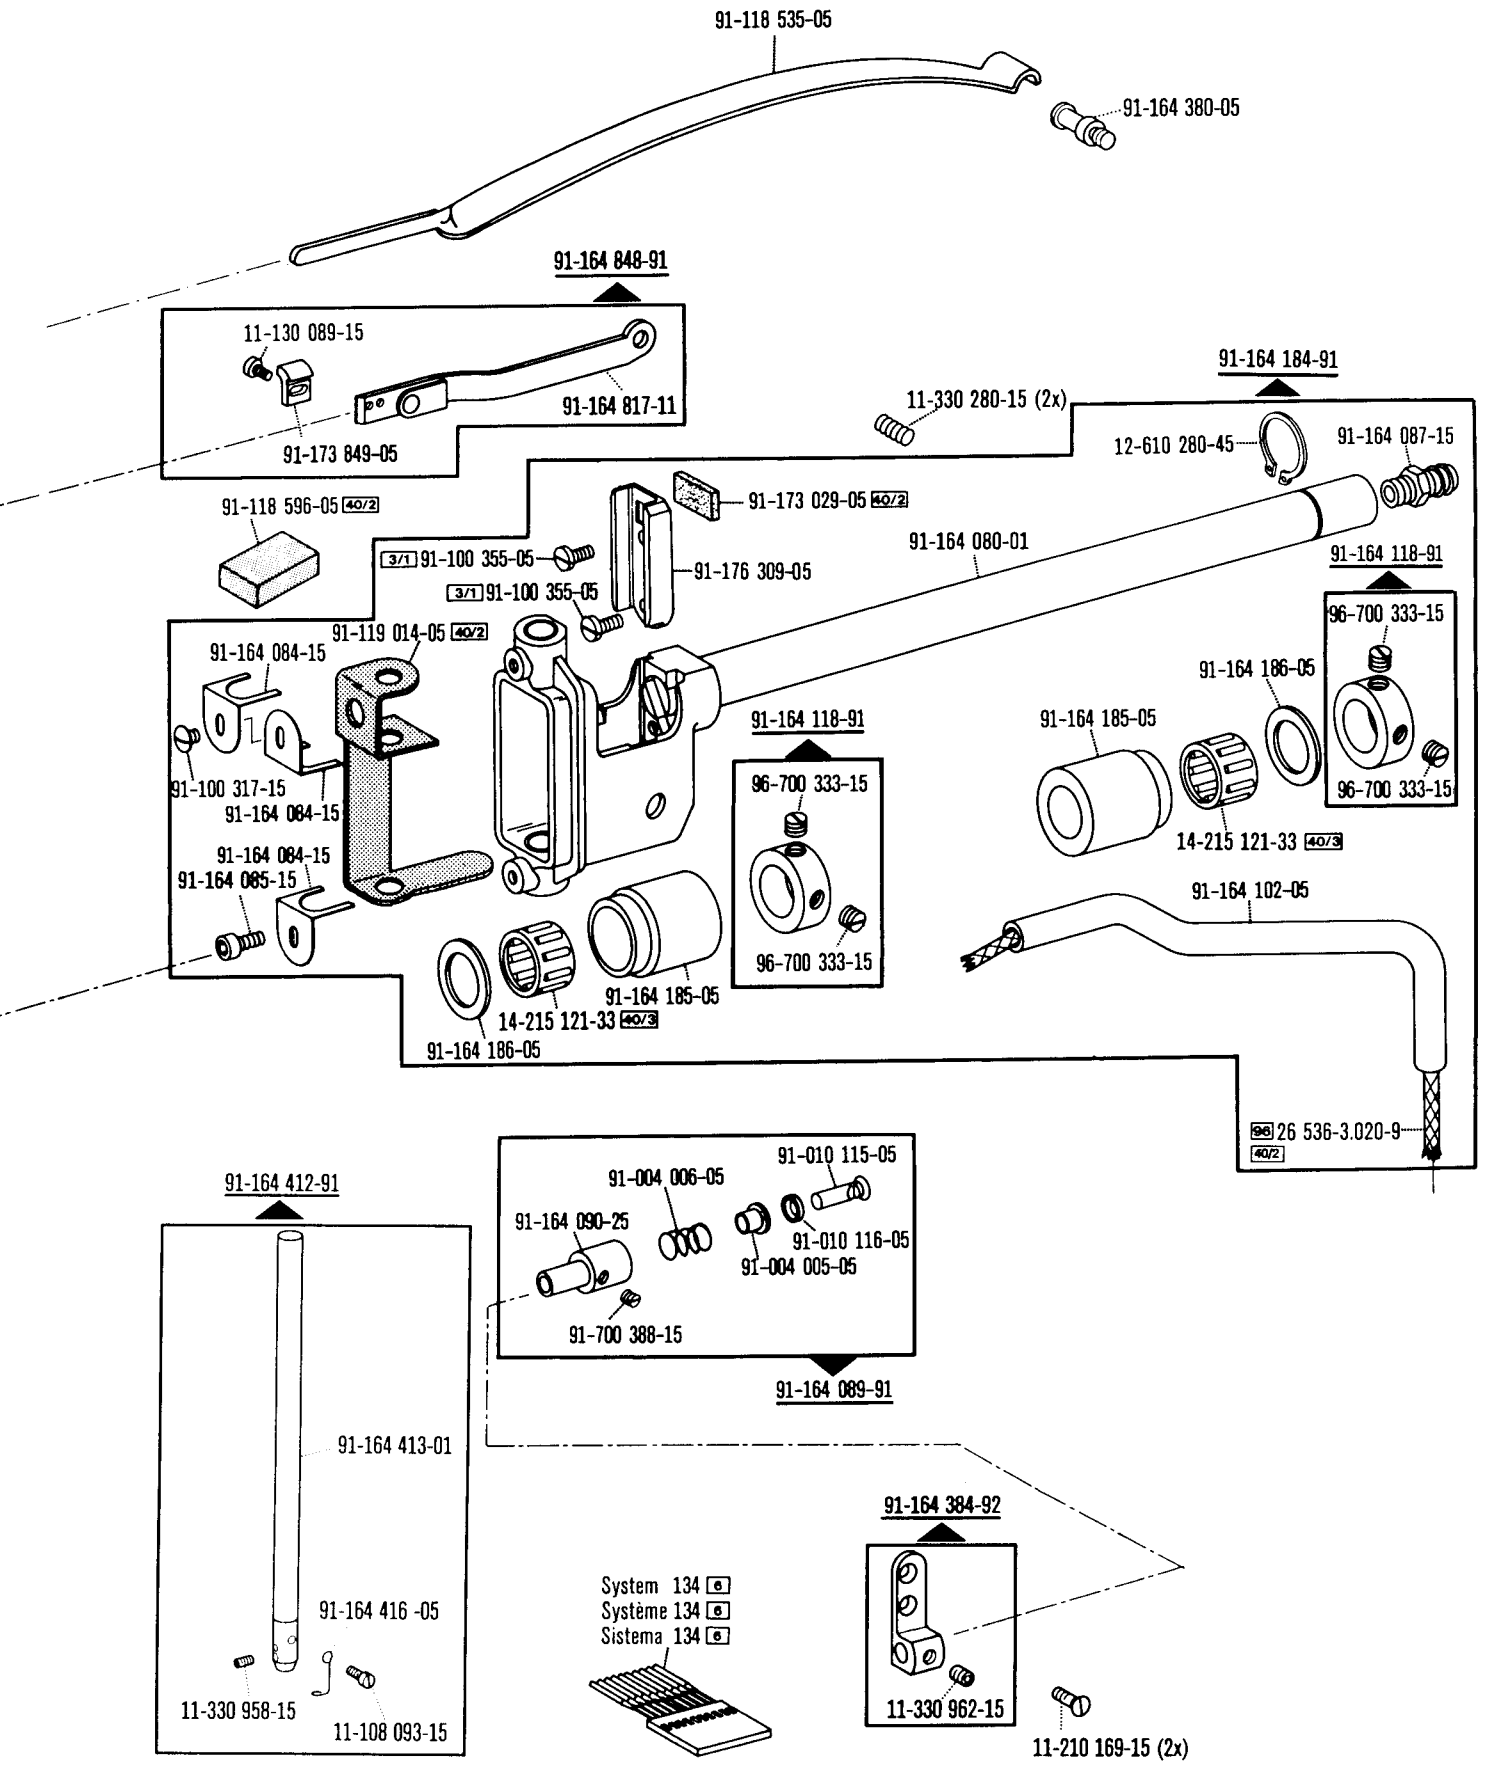 91-118 535-05
91-164 380-05
91-164 848-91
11-130 089-15
91-164 817-11
91-173 849-05
91-164 184-91
11-330 280-15 (2x)
12-610 280-45
91-164 087-15
91-118 596-05 40/2
91-173 029-05 40/2
3/1 91-100 355-05
91-176 309-05
91-164 080-01
91-164 118-91
3/1 91-100 355-05
96-700 333-15
91-119 014-05 40/2
91-164 084-15
91-164 186-05
91-164 185-05
91-164 118-91
91-100 317-15
91-164 084-15
96-700 333-15
96-700 333-15
14-215 121-33 40/3
91-164 084-15
91-164 085-15
91-164 102-05
96-700 333-15
91-164 185-05
14-215 121-33 40/3
91-164 186-05
96 26 536-3.020-9
40/2
91-010 115-05
91-004 006-05
91-164 412-91
91-164 090-25
91-010 116-05
91-004 005-05
91-700 388-15
91-164 089-91
91-164 413-01
91-164 384-92
System 134 6
Système 134 6
Sistema 134 6
91-164 416 -05
11-330 958-15
11-108 093-15
11-330 962-15
11-210 169-15 (2x)